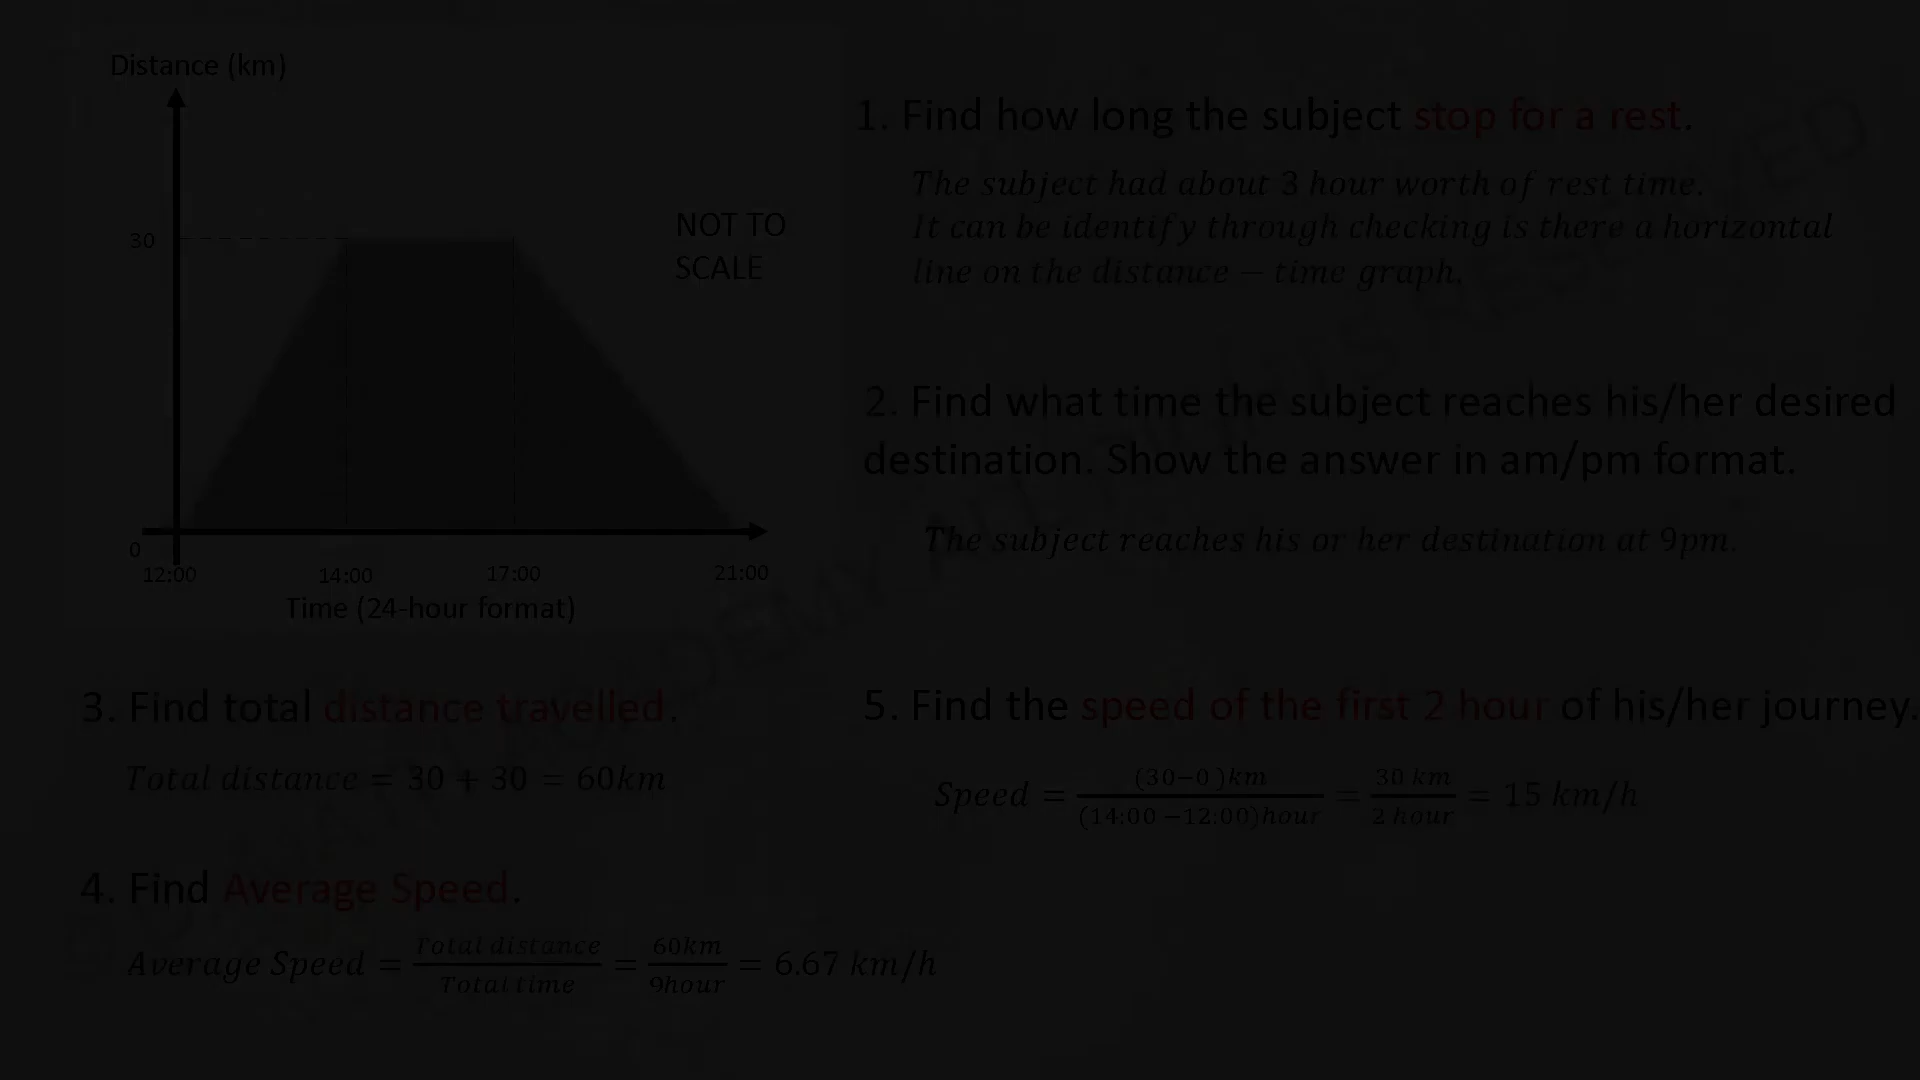 Distance (km)
30
NOT TO
SCALE
0
12:00
14:00
17:00
21:00
Time (24-hour format)
1. Find how long the subject stop for a rest.
The subject had about 3 hour worth of rest time.
It can be identify through checking is there a horizontal
line on the distance − time graph.
2. Find what time the subject reaches his/her desired
destination. Show the answer in am/pm format.
The subject reaches his or her destination at 9pm.
3. Find total distance travelled.
Total distance = 30 + 30 = 60km
4. Find Average Speed.
Average Speed = Total distance / Total time = 60km / 9hour = 6.67 km/h
5. Find the speed of the first 2 hour of his/her journey.
Speed = (30−0 )km / (14:00 −12:00)hour = 30 km / 2 hour = 15 km/h